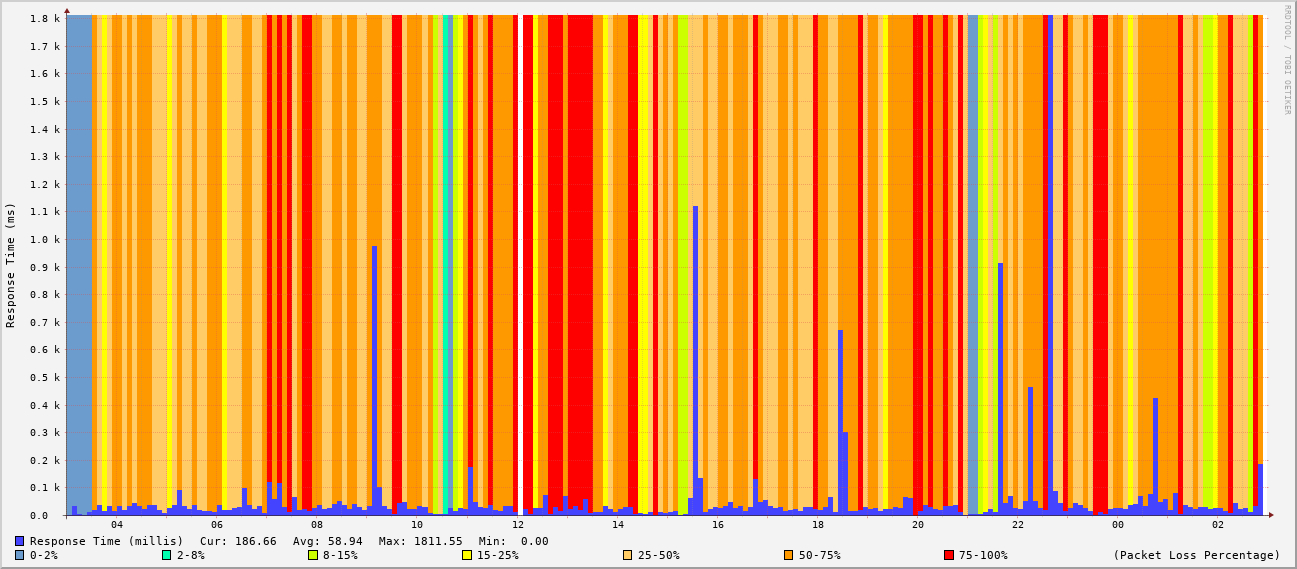 RRDTOOL / TOBI OETIKER
Response Time (ms)
1.8 k
1.7 k
1.6 k
1.5 k
1.4 k
1.3 k
1.2 k
1.1 k
1.0 k
0.9 k
0.8 k
0.7 k
0.6 k
0.5 k
0.4 k
0.3 k
0.2 k
0.1 k
0.0
04 06 08 10 12 14 16 18 20 22 00 02
Response Time (millis) Cur: 186.66 Avg: 58.94 Max: 1811.55 Min: 0.00
0-2% 2-8% 8-15% 15-25% 25-50% 50-75% 75-100% (Packet Loss Percentage)